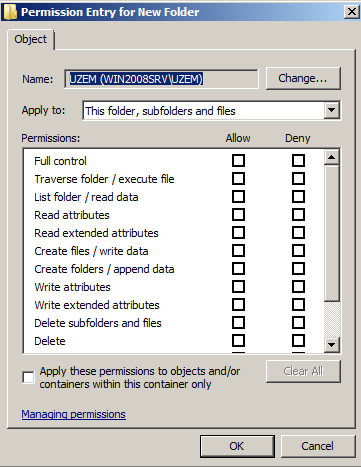 Permission Entry for New Folder
Object
Name: UZEM (WIN2008SRV\UZEM) Change...
Apply to: This folder, subfolders and files
Permissions: Allow Deny
Full control
Traverse folder / execute file
List folder / read data
Read attributes
Read extended attributes
Create files / write data
Create folders / append data
Write attributes
Write extended attributes
Delete subfolders and files
Delete
Apply these permissions to objects and/or
containers within this container only
Clear All
Managing permissions
OK Cancel